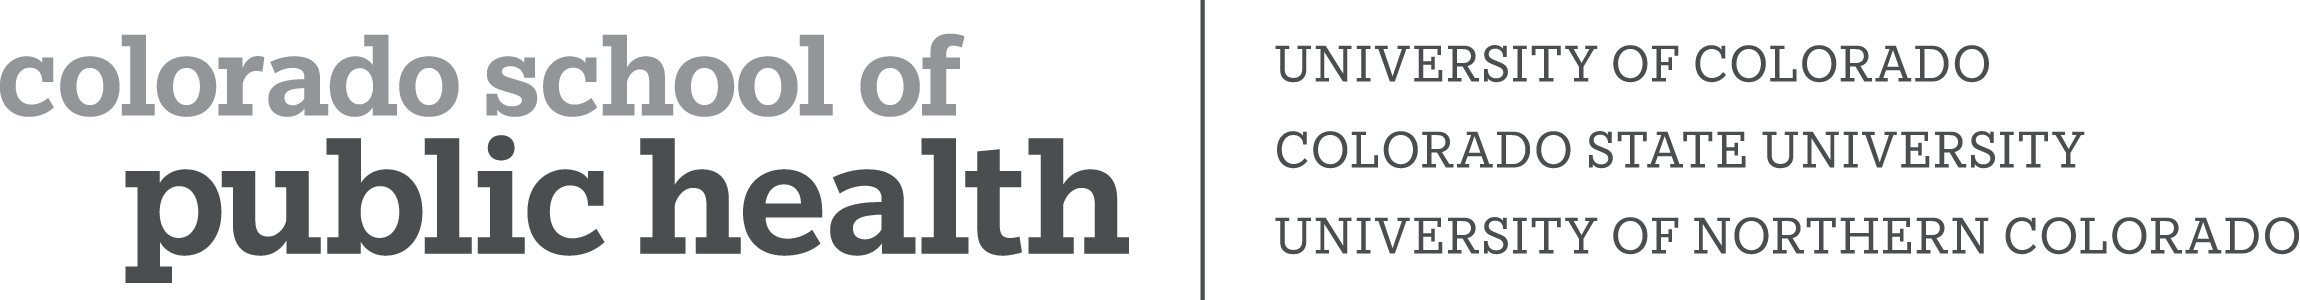 colorado school of
public health
UNIVERSITY OF COLORADO
COLORADO STATE UNIVERSITY
UNIVERSITY OF NORTHERN COLORADO